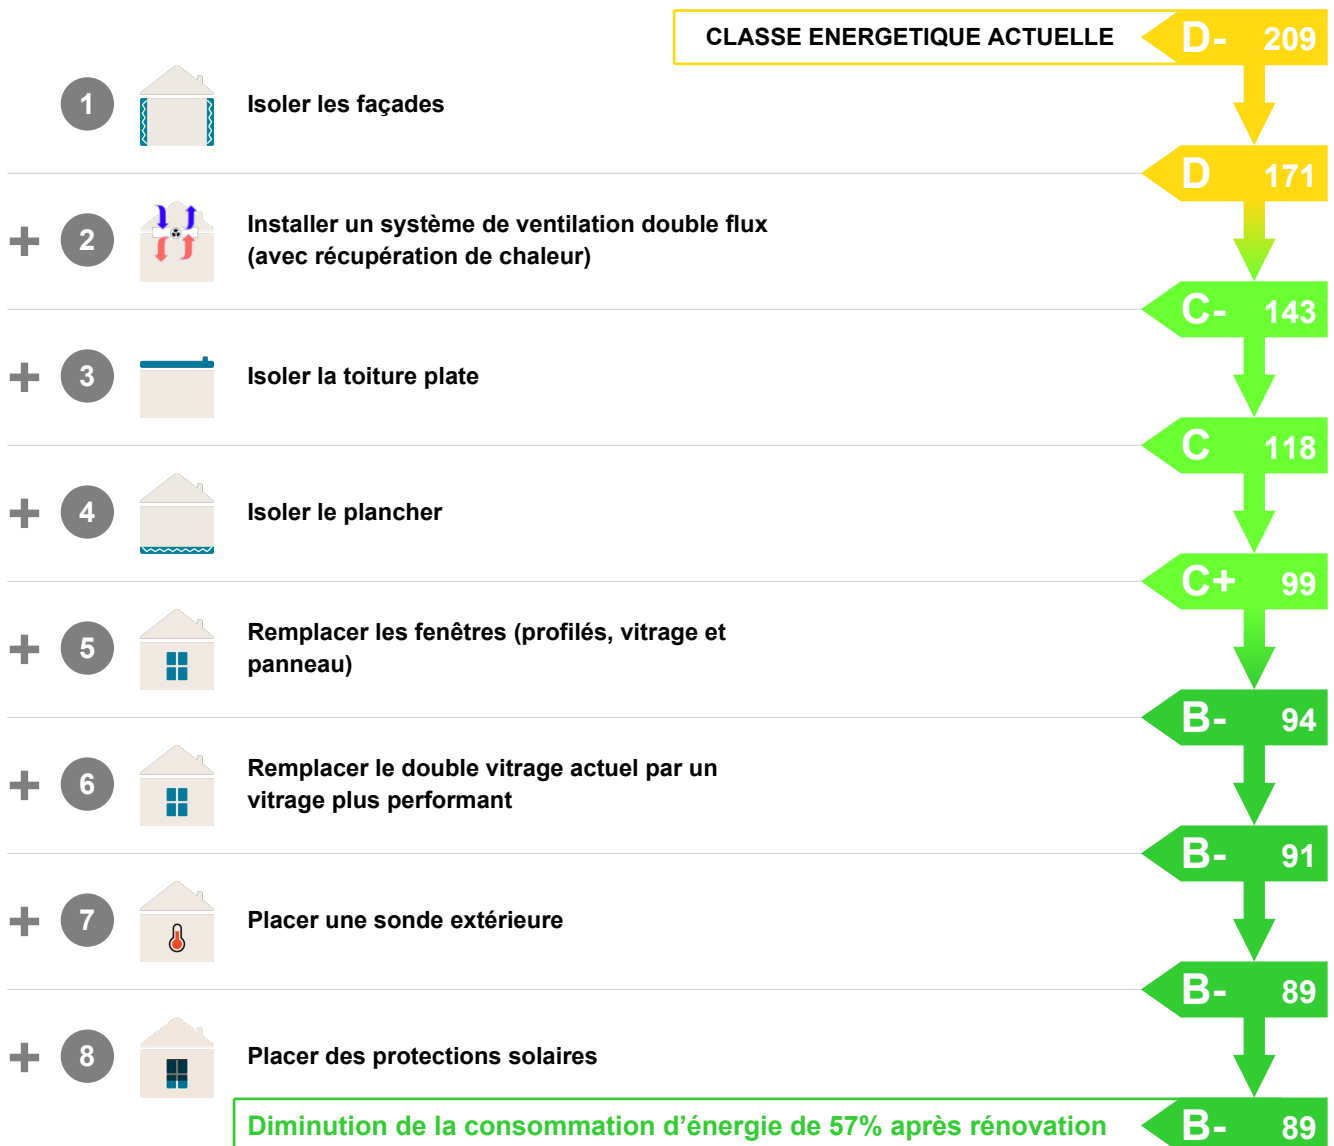 CLASSE ENERGETIQUE ACTUELLE D- 209
1 Isoler les façades
D 171
+ 2 Installer un système de ventilation double flux
(avec récupération de chaleur)
C- 143
+ 3 Isoler la toiture plate
C 118
+ 4 Isoler le plancher
C+ 99
+ 5 Remplacer les fenêtres (profilés, vitrage et
panneau)
B- 94
+ 6 Remplacer le double vitrage actuel par un
vitrage plus performant
B- 91
+ 7 Placer une sonde extérieure
B- 89
+ 8 Placer des protections solaires
Diminution de la consommation d’énergie de 57% après rénovation B- 89